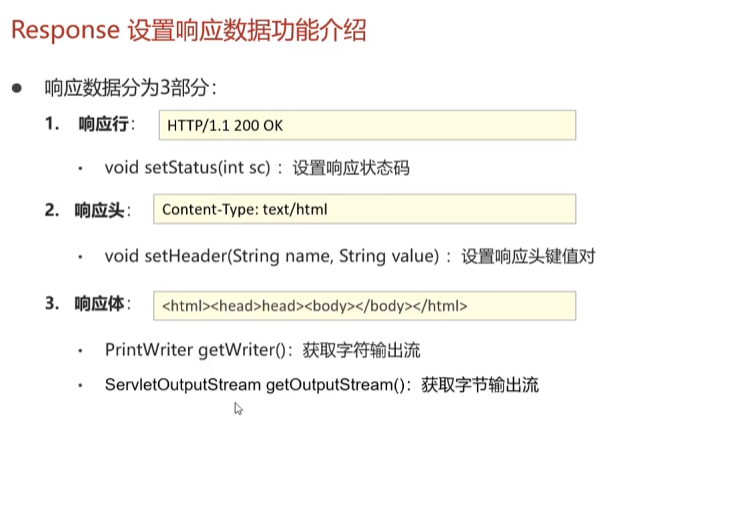 Response 设置响应数据功能介绍
● 响应数据分为3部分：
1. 响应行： HTTP/1.1 200 OK
• void setStatus(int sc) ：设置响应状态码
2. 响应头： Content-Type: text/html
• void setHeader(String name, String value) ：设置响应头键值对
3. 响应体： <html><head>head><body></body></html>
• PrintWriter getWriter()：获取字符输出流
• ServletOutputStream getOutputStream()：获取字节输出流